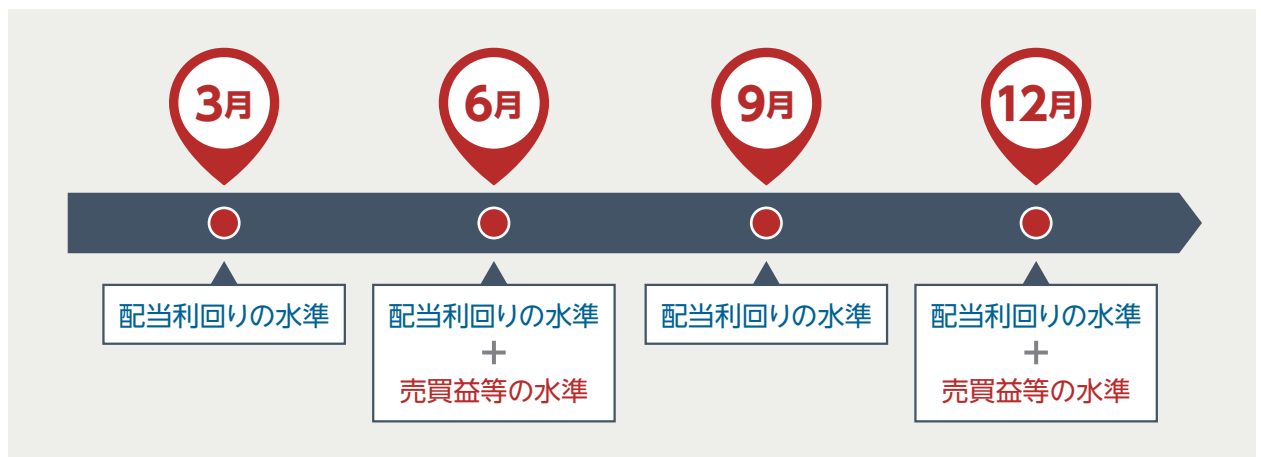 3月
6月
9月
12月
配当利回りの水準
配当利回りの水準
+
売買益等の水準
配当利回りの水準
配当利回りの水準
+
売買益等の水準